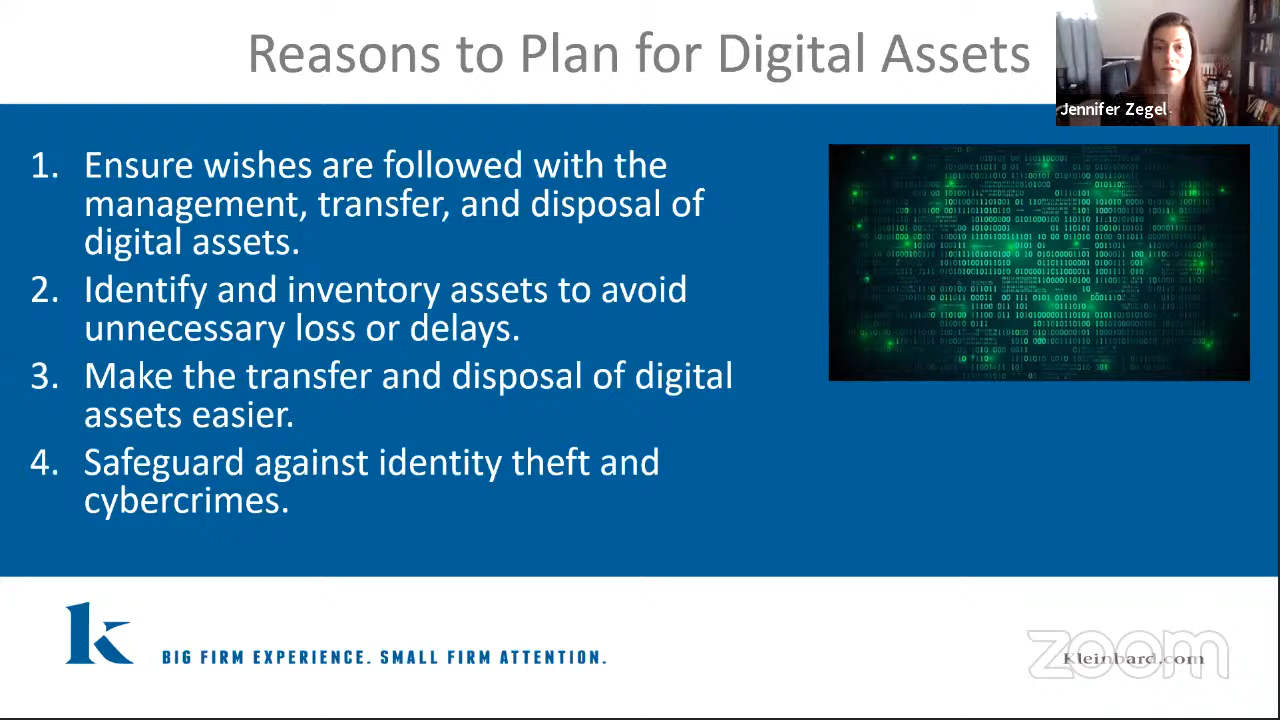 Reasons to Plan for Digital Assets
Jennifer Zegel
1. Ensure wishes are followed with the
management, transfer, and disposal of
digital assets.
2. Identify and inventory assets to avoid
unnecessary loss or delays.
3. Make the transfer and disposal of digital
assets easier.
4. Safeguard against identity theft and
cybercrimes.
k
BIG FIRM EXPERIENCE. SMALL FIRM ATTENTION.
zoom
Kleinbard.com